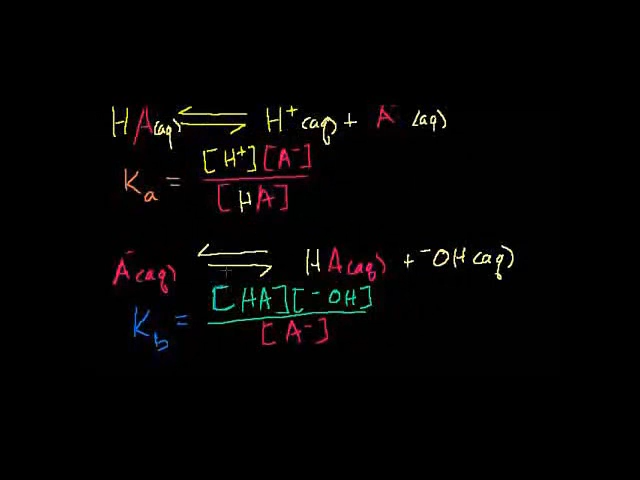 HA(aq) ⇌ H⁺(aq) + A⁻(aq)
Ka = [H⁺][A⁻] / [HA]
A⁻(aq) ⇌ HA(aq) + ⁻OH(aq)
Kb = [HA][⁻OH] / [A⁻]